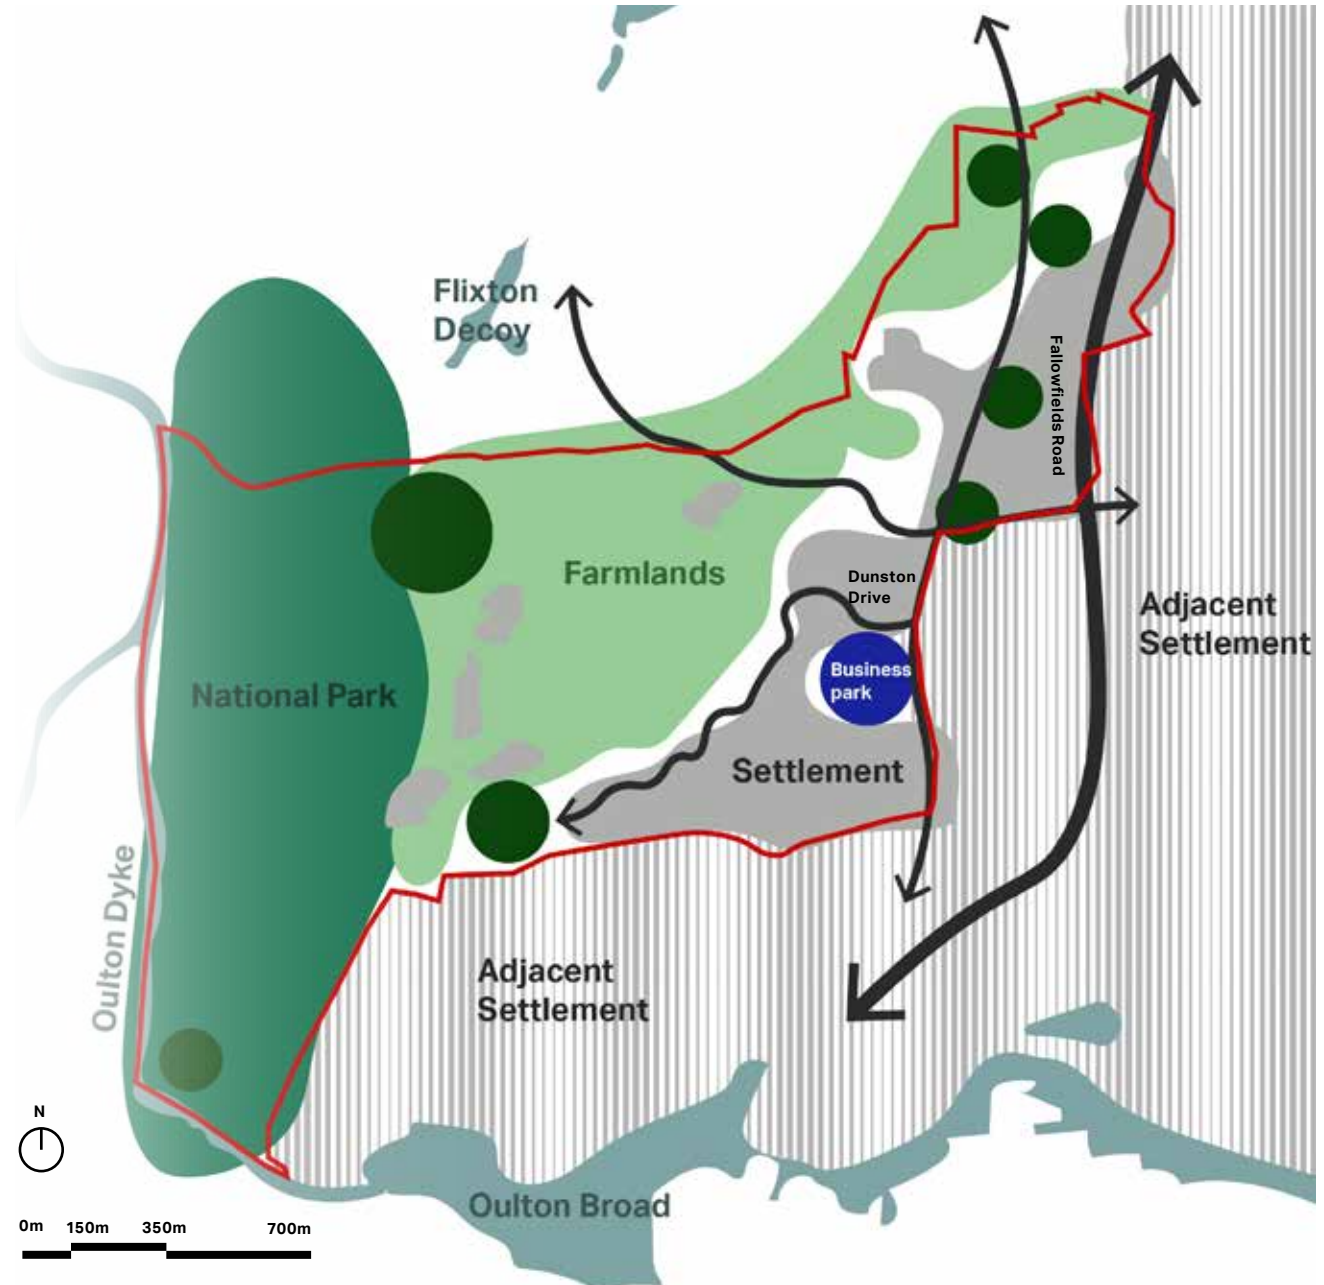 Flixton
Decoy
Fallowfields Road
Farmlands
Dunston
Drive
Adjacent
Settlement
Business
park
National Park
Settlement
Oulton Dyke
Adjacent
Settlement
N
Oulton Broad
0m 150m 350m 700m